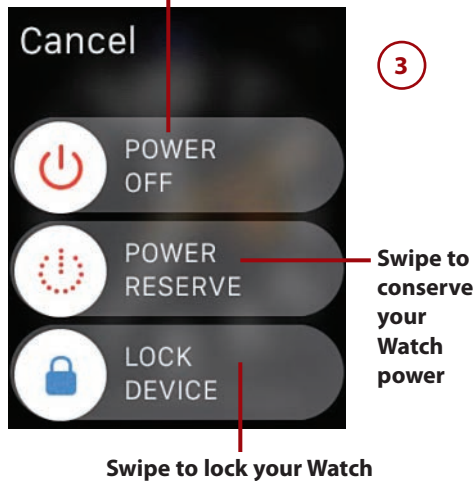 Cancel
3
POWER
OFF
POWER
RESERVE
Swipe to
conserve
your
Watch
power
LOCK
DEVICE
Swipe to lock your Watch